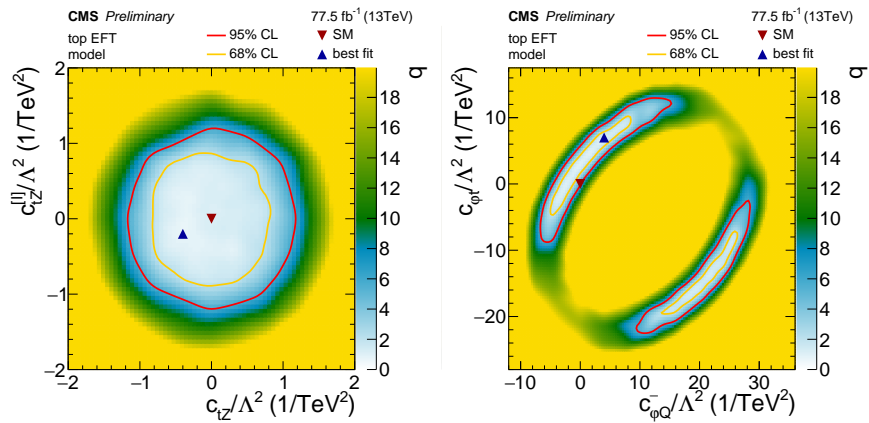 CMS Preliminary 77.5 fb⁻¹ (13TeV)
top EFT model
95% CL
68% CL
SM
best fit
c_tZ^[I]/Λ² (1/TeV²)
2
1
0
−1
−2
−2 −1 0 1 2
c_tZ/Λ² (1/TeV²)
q
18
16
14
12
10
8
6
4
2
0
CMS Preliminary 77.5 fb⁻¹ (13TeV)
top EFT model
95% CL
68% CL
SM
best fit
c_φt/Λ² (1/TeV²)
20
10
0
−10
−20
−10 0 10 20 30
c⁻_φQ/Λ² (1/TeV²)
q
18
16
14
12
10
8
6
4
2
0